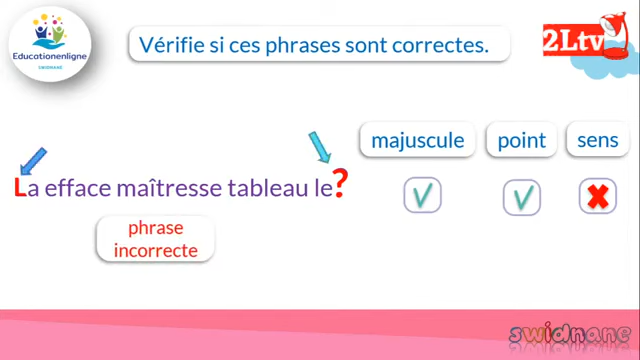 Educationenligne
SWIDNANE
Vérifie si ces phrases sont correctes.
2Ltv
majuscule point sens
La efface maîtresse tableau le?
phrase
incorrecte
swidnane